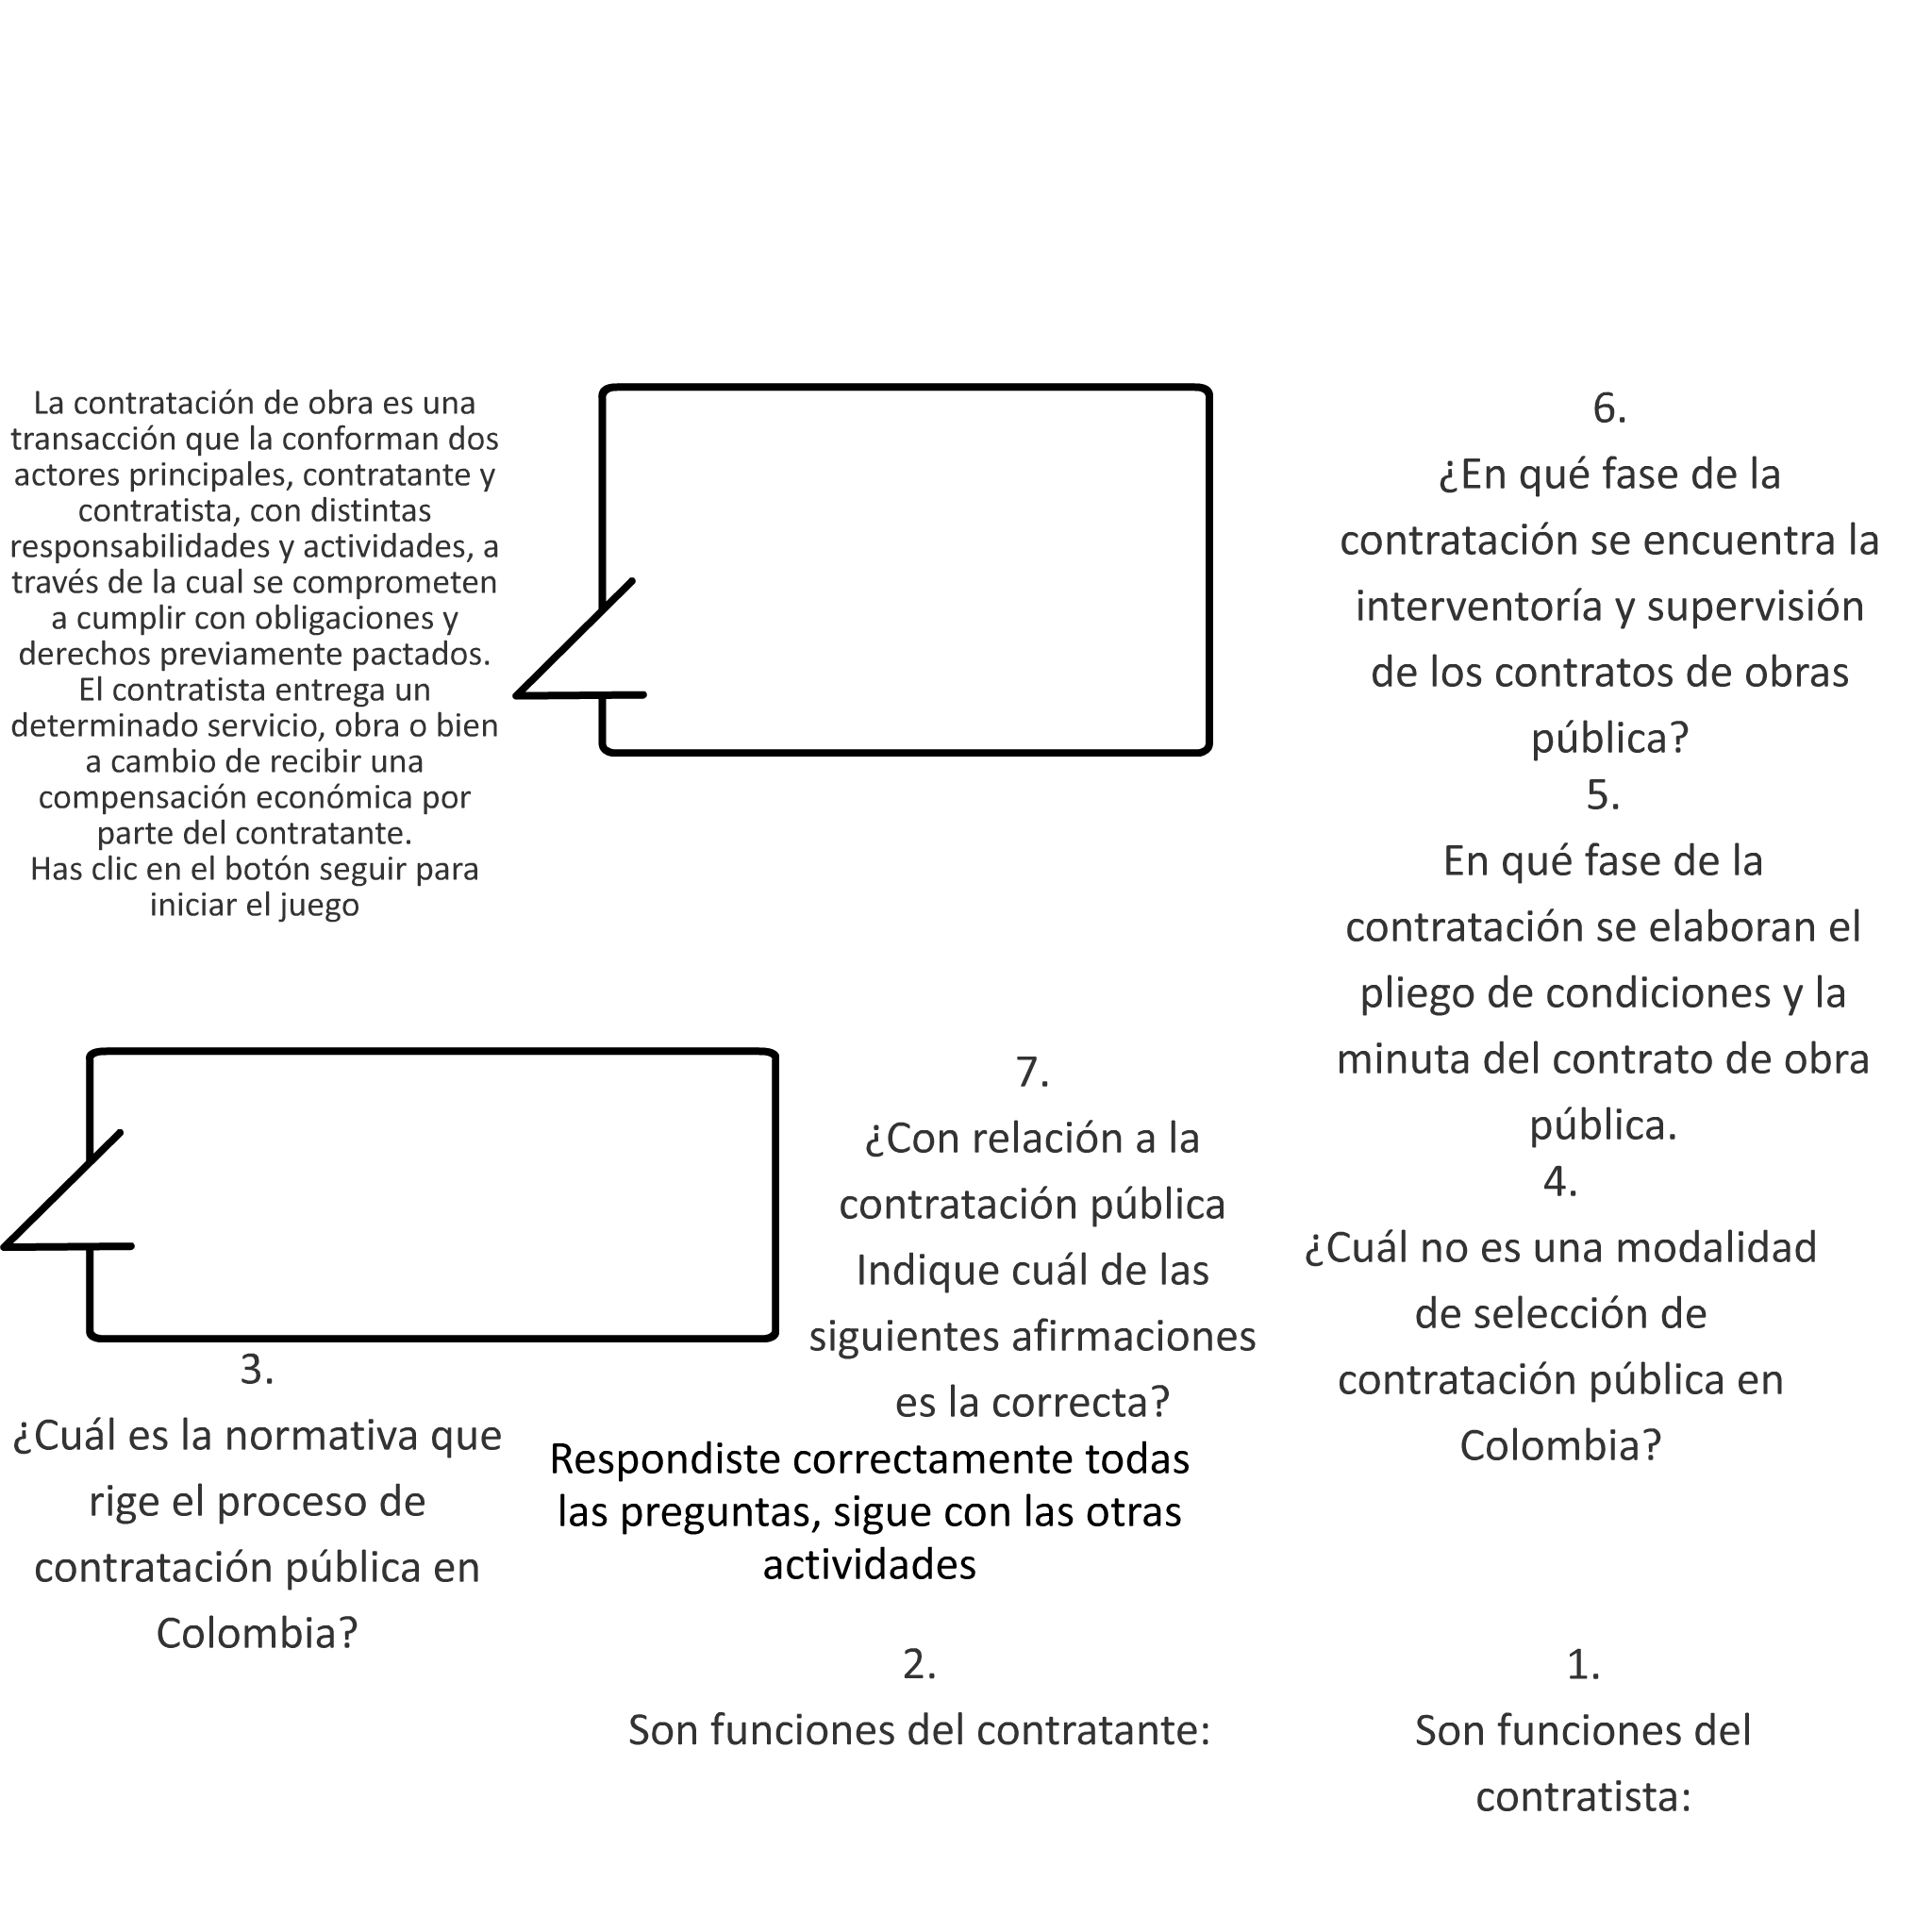 La contratación de obra es una
transacción que la conforman dos
actores principales, contratante y
contratista, con distintas
responsabilidades y actividades, a
través de la cual se comprometen
a cumplir con obligaciones y
derechos previamente pactados.
El contratista entrega un
determinado servicio, obra o bien
a cambio de recibir una
compensación económica por
parte del contratante.
Has clic en el botón seguir para
iniciar el juego
6.
¿En qué fase de la
contratación se encuentra la
interventoría y supervisión
de los contratos de obras
pública?
5.
En qué fase de la
contratación se elaboran el
pliego de condiciones y la
minuta del contrato de obra
pública.
7.
¿Con relación a la
contratación pública
Indique cuál de las
siguientes afirmaciones
es la correcta?
4.
¿Cuál no es una modalidad
de selección de
contratación pública en
Colombia?
3.
¿Cuál es la normativa que
rige el proceso de
contratación pública en
Colombia?
Respondiste correctamente todas
las preguntas, sigue con las otras
actividades
2.
Son funciones del contratante:
1.
Son funciones del
contratista: